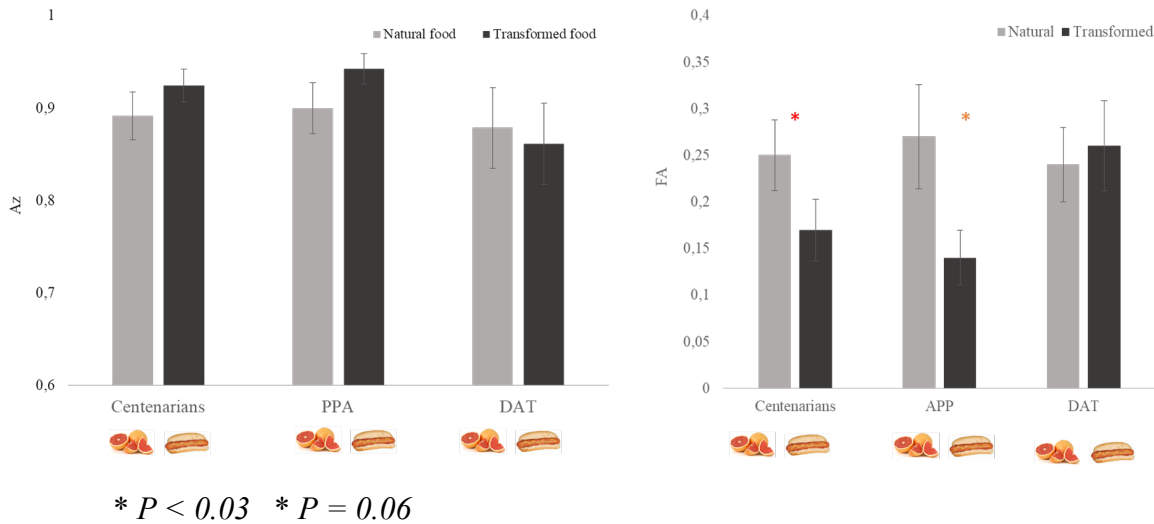 1
0,9
0,8
0,7
0,6
Az
Natural food Transformed food
Centenarians PPA DAT
0,4
0,35
0,3
0,25
0,2
0,15
0,1
0,05
0
FA
Natural Transformed
*
*
Centenarians APP DAT
* P < 0.03 * P = 0.06